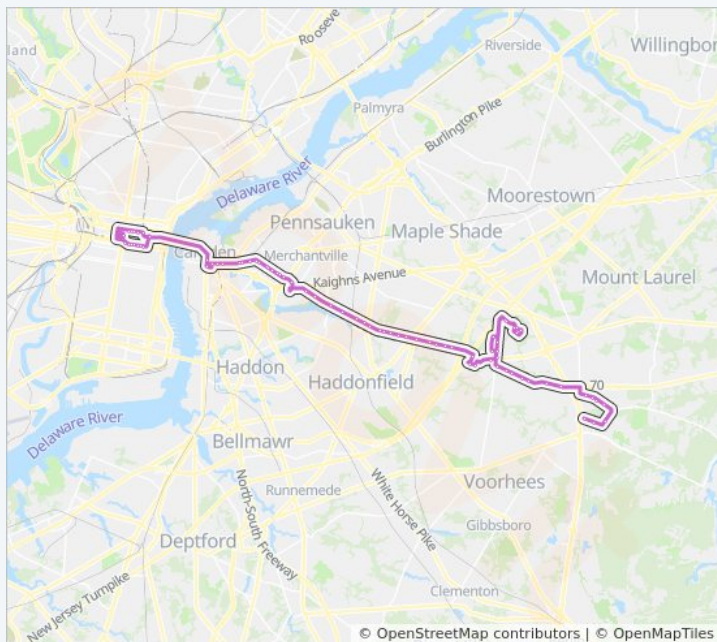 land
Rooseve
Riverside
Willingbor
Palmyra
Burlington Pike
Delaware River
Moorestown
Pennsauken
Maple Shade
Camden
Merchantville
Kaighns Avenue
Mount Laurel
Haddon
Haddonfield
70
Delaware River
Bellmawr
Voorhees
Runnemede
White Horse Pike
North-South Freeway
Gibbsboro
Deptford
Clementon
New Jersey Turnpike
© OpenStreetMap contributors | © OpenMapTiles